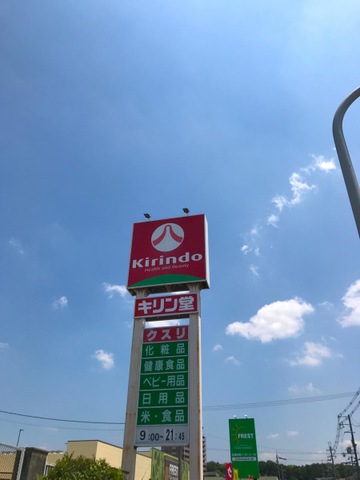 Kirindo
Health and Beauty
キリン堂
クスリ
化粧品
健康食品
ベビー用品
日用品
米・食品
9:00~21:45
FREST